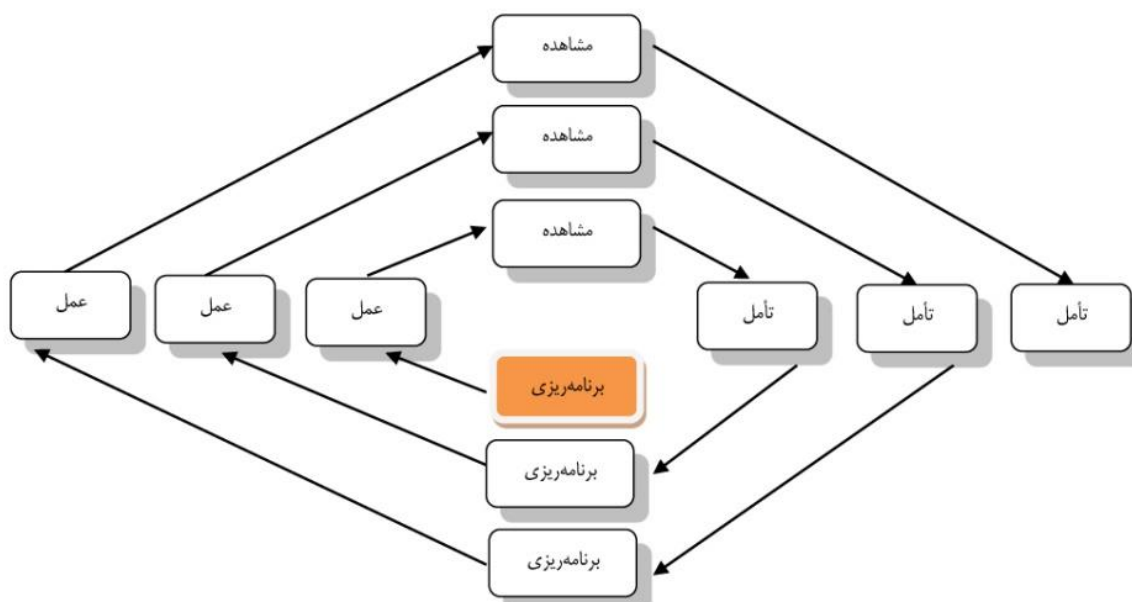 مشاهده
مشاهده
مشاهده
عمل
عمل
عمل
تأمل
تأمل
تأمل
برنامه‌ریزی
برنامه‌ریزی
برنامه‌ریزی